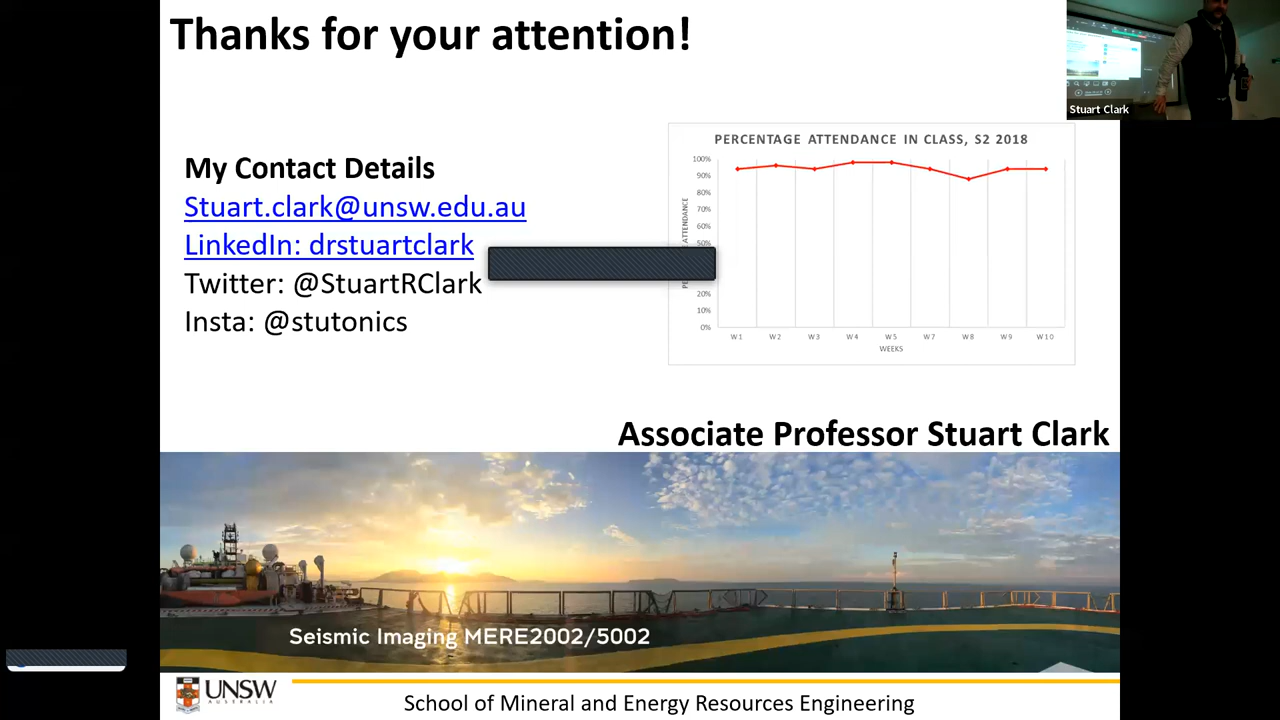 Thanks for your attention!
Stuart Clark
My Contact Details
Stuart.clark@unsw.edu.au
LinkedIn: drstuartclark
Twitter: @StuartRClark
Insta: @stutonics
PERCENTAGE ATTENDANCE IN CLASS, S2 2018
100%
90%
80%
70%
60%
50%
20%
10%
0%
ATTENDANCE
W1 W2 W3 W4 W5 W7 W8 W9 W10
WEEKS
Associate Professor Stuart Clark
Seismic Imaging MERE2002/5002
UNSW
AUSTRALIA
School of Mineral and Energy Resources Engineering